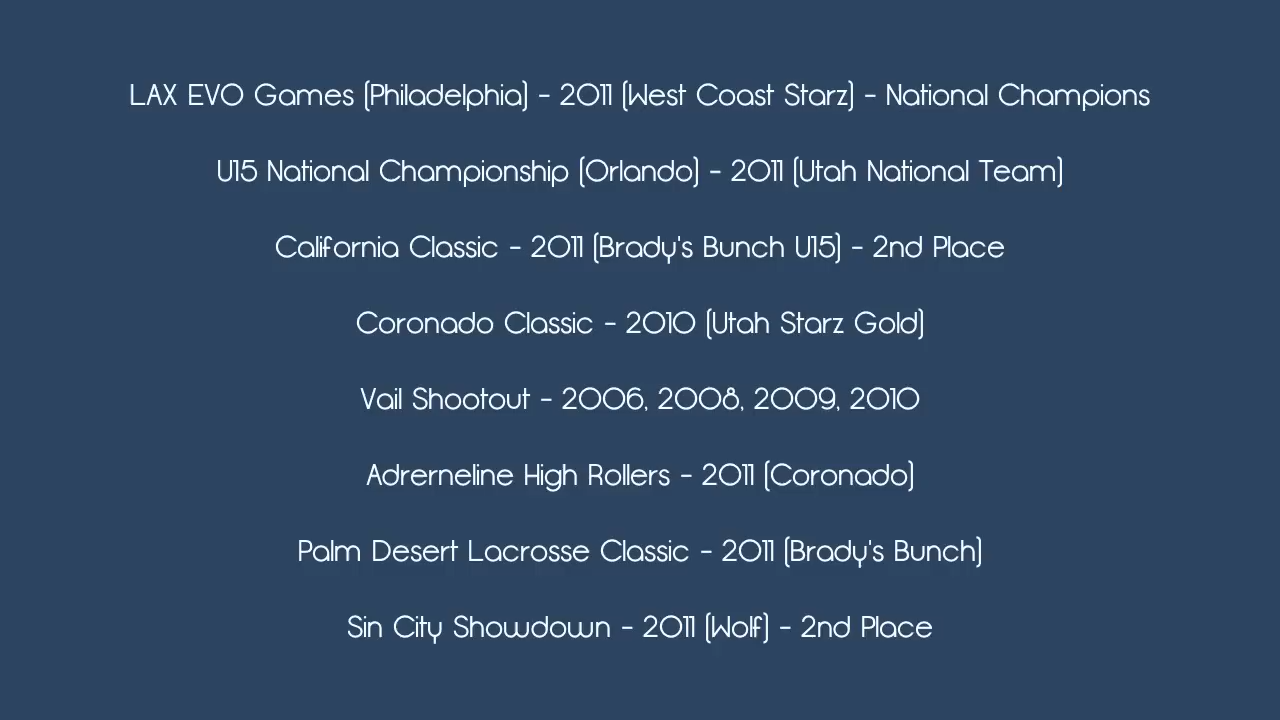 LAX EVO Games (Philadelphia) - 2011 (West Coast Starz) - National Champions
U15 National Championship (Orlando) - 2011 (Utah National Team)
California Classic - 2011 (Brady's Bunch U15) - 2nd Place
Coronado Classic - 2010 (Utah Starz Gold)
Vail Shootout - 2006, 2008, 2009, 2010
Adrerneline High Rollers - 2011 (Coronado)
Palm Desert Lacrosse Classic - 2011 (Brady's Bunch)
Sin City Showdown - 2011 (Wolf) - 2nd Place